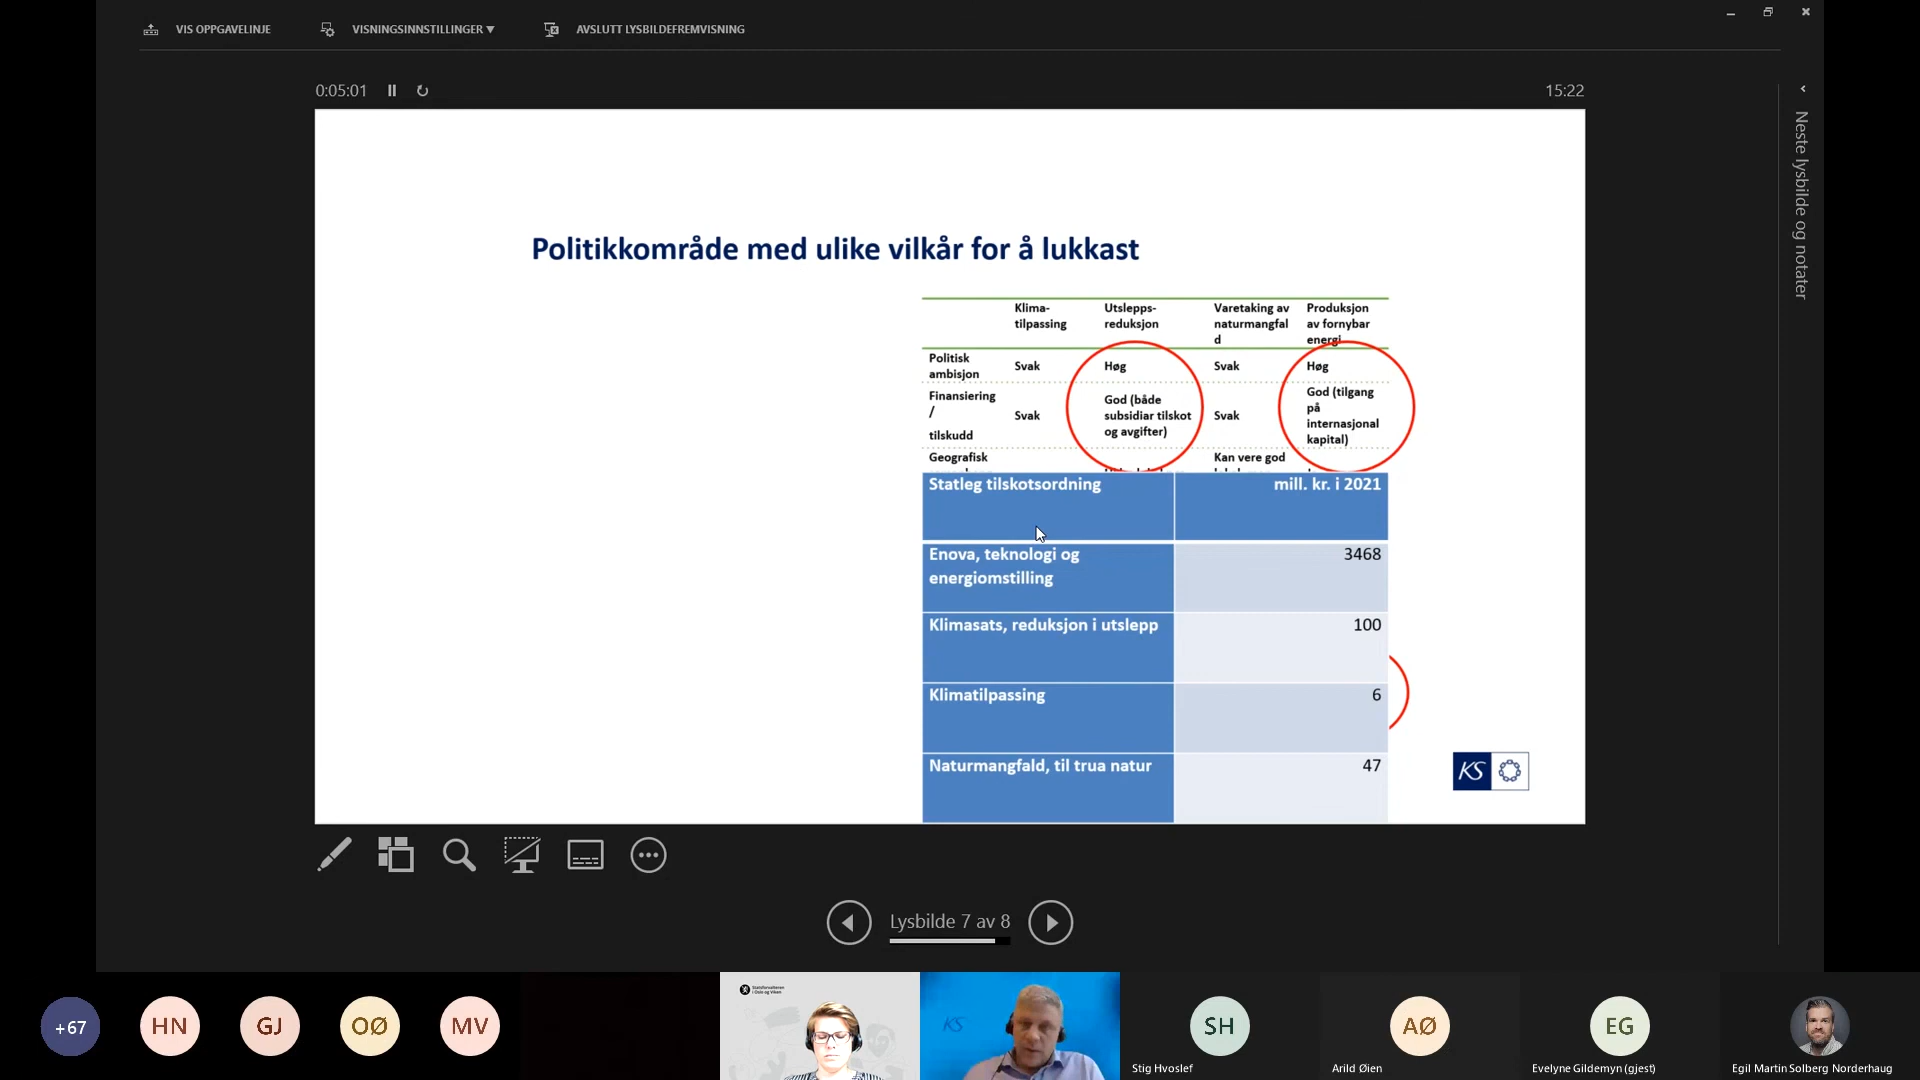 VIS OPPGAVELINJE
VISNINGSINNSTILLINGER
AVSLUTT LYSBILDEFREMVISNING
0:05:01
15:22
Neste lysbilde og notater
Politikkområde med ulike vilkår for å lukkast
Klima-
tilpassing
Utslepps-
reduksjon
Varetaking av
naturmangfal
d
Produksjon
av fornybar
energi
Politisk
ambisjon
Svak
Høg
Svak
Høg
Finansiering
/
tilskudd
Svak
God (både
subsidiar tilskot
og avgifter)
Svak
God (tilgang
på
internasjonal
kapital)
Geografisk
Kan vere god
Statleg tilskotsordning
mill. kr. i 2021
Enova, teknologi og
energiomstilling
3468
Klimasats, reduksjon i utslepp
100
Klimatilpassing
6
Naturmangfald, til trua natur
47
KS
Lysbilde 7 av 8
+67
HN
GJ
OØ
MV
Statsforvalteren
i Oslo og Viken
KS
SH
Stig Hvoslef
AØ
Arild Øien
EG
Evelyne Gildemyn (gjest)
Egil Martin Solberg Norderhaug